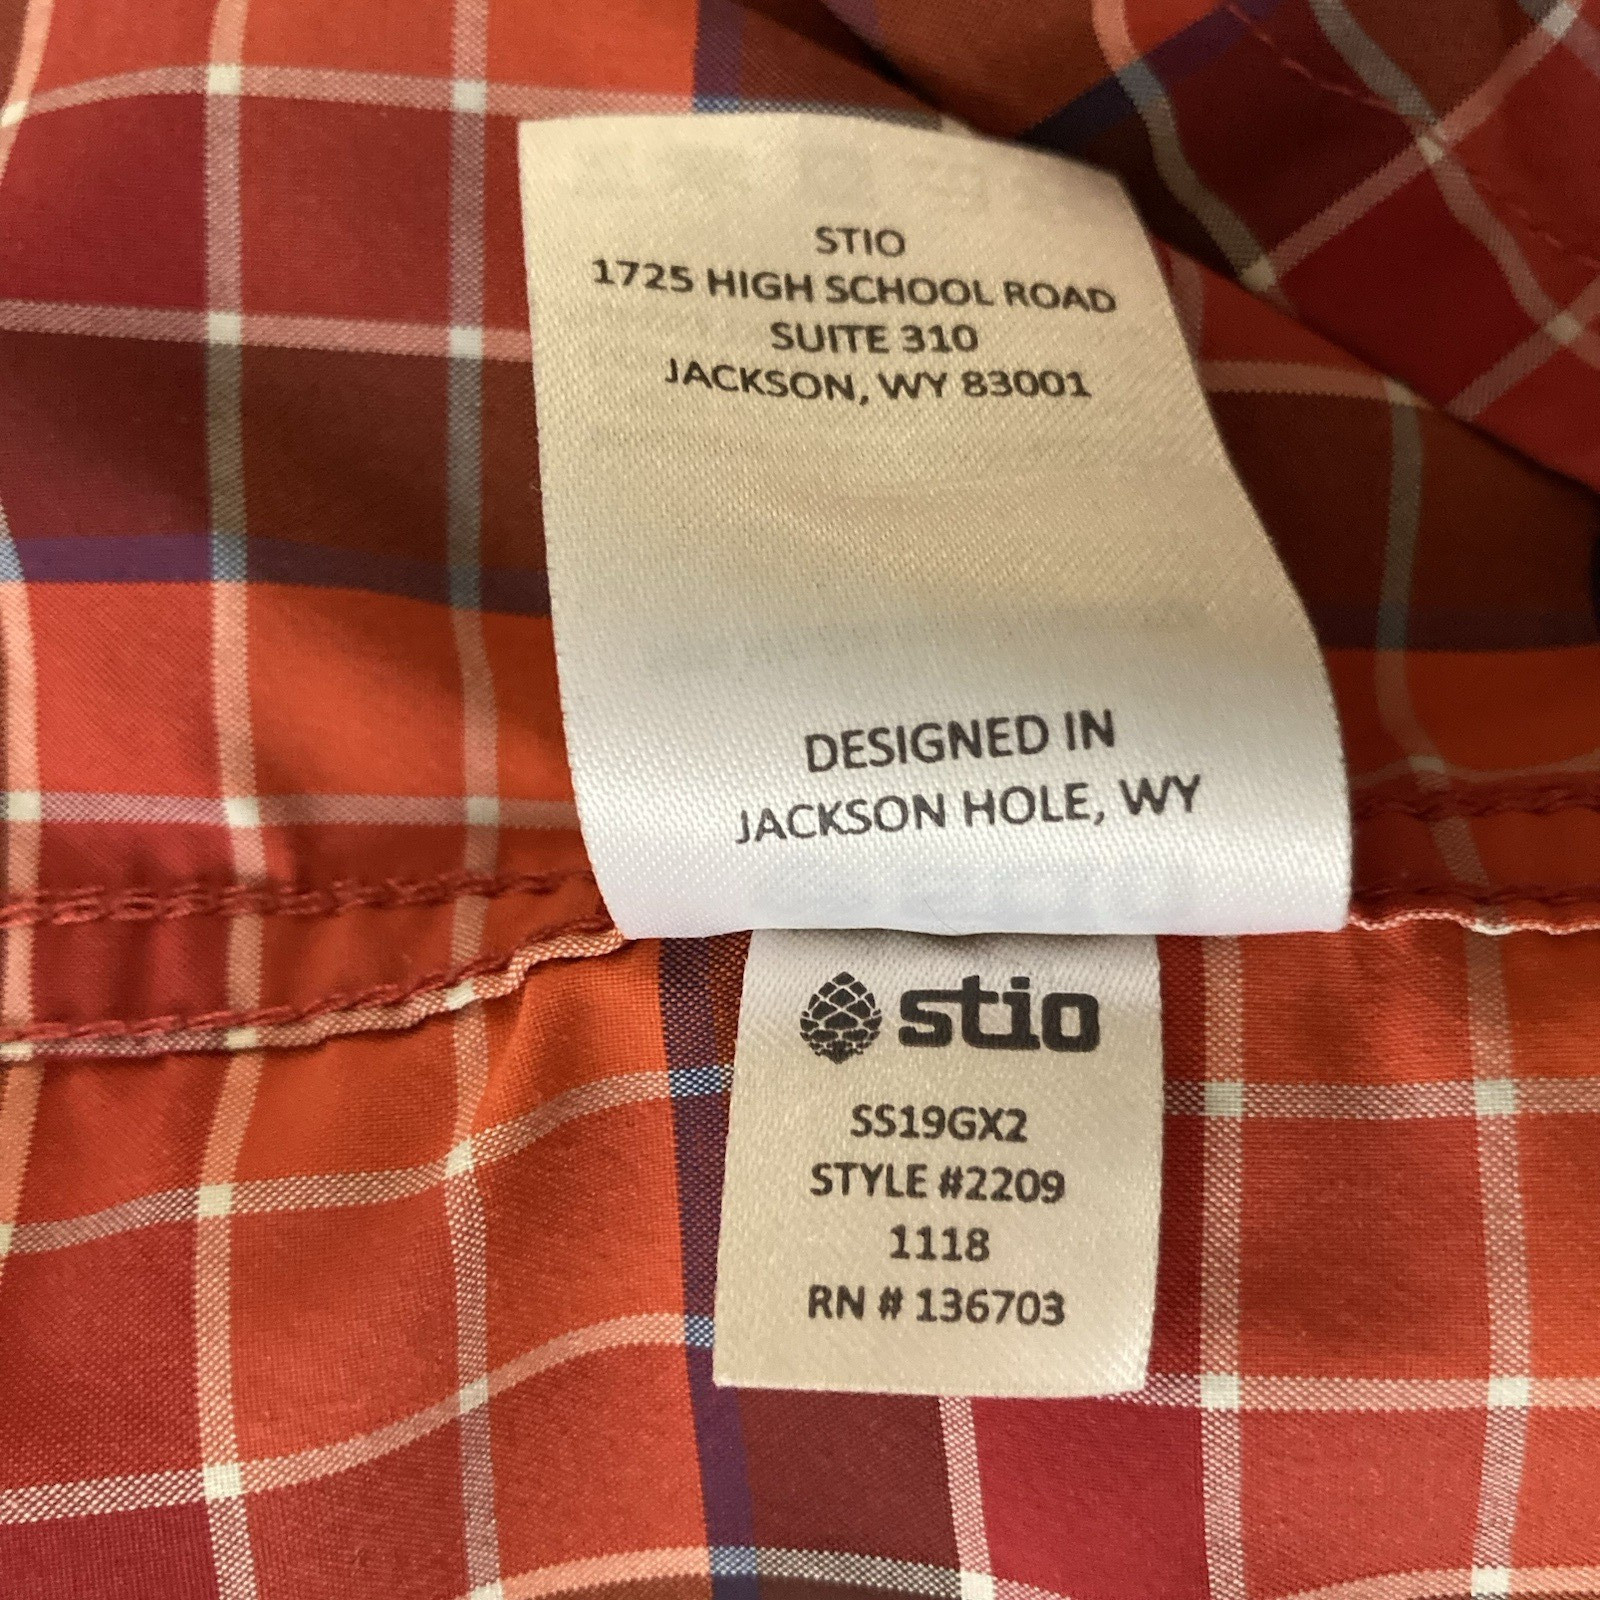 STIO
1725 HIGH SCHOOL ROAD
SUITE 310
JACKSON, WY 83001
DESIGNED IN
JACKSON HOLE, WY
stio
SS19GX2
STYLE #2209
1118
RN # 136703